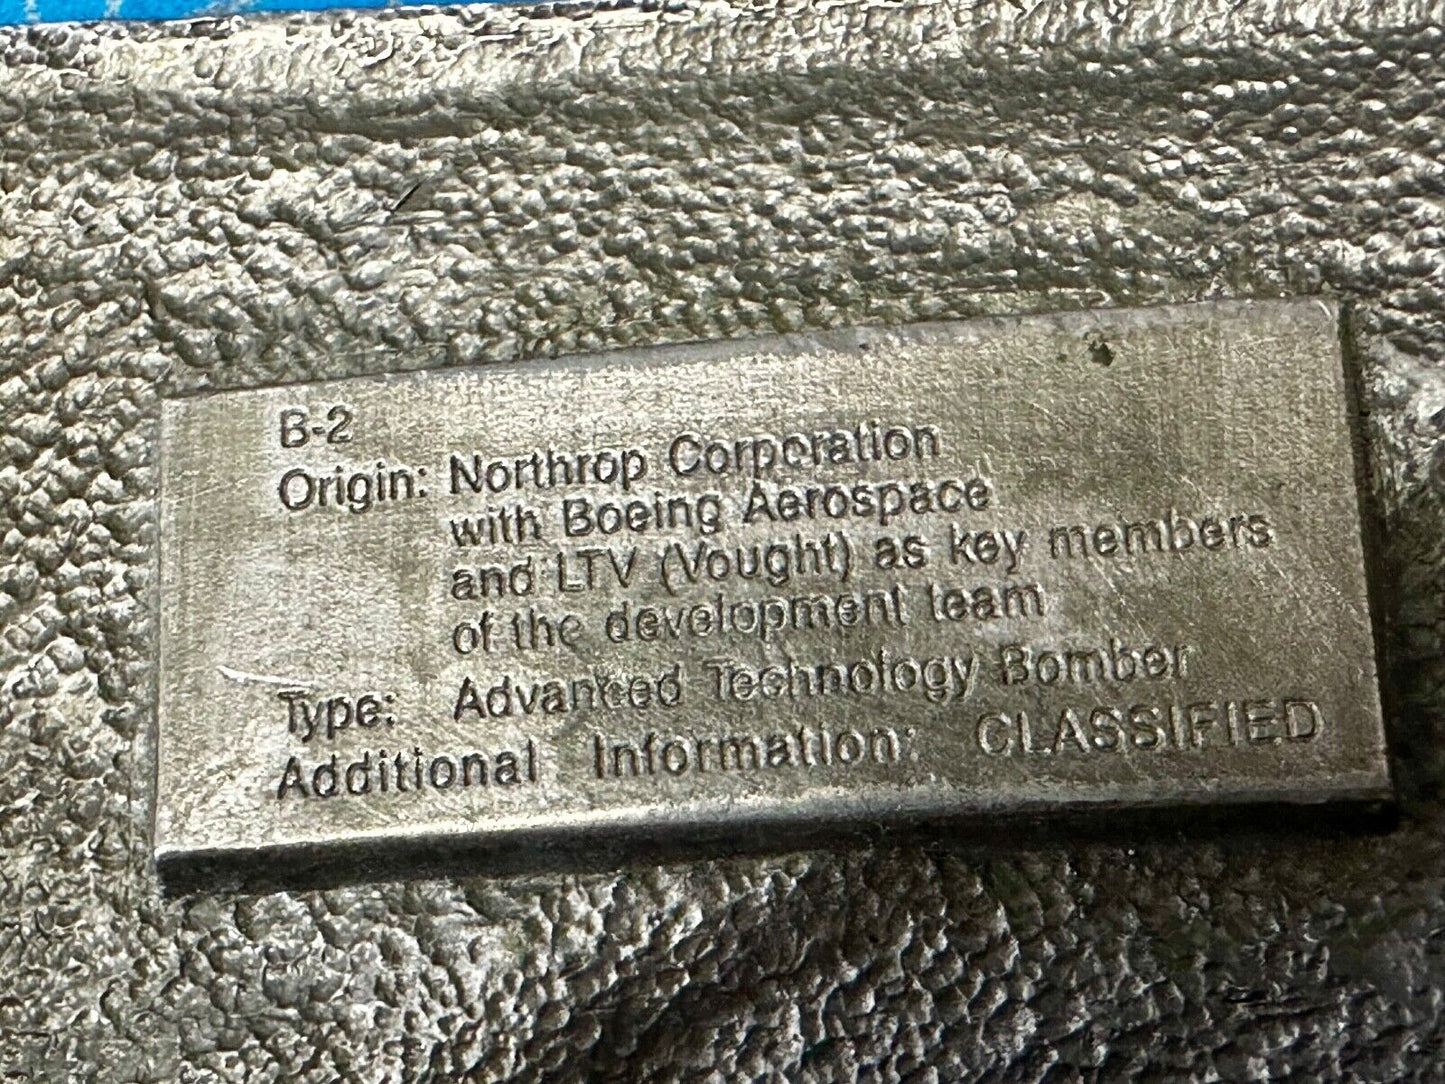 B-2
Origin: Northrop Corporation
with Boeing Aerospace
and LTV (Vought) as key members
of the development team
Type: Advanced Technology Bomber
Additional Information: CLASSIFIED